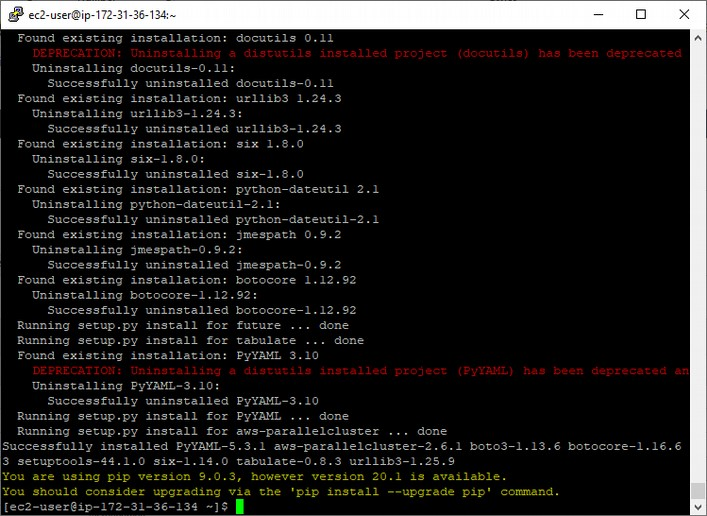 ec2-user@ip-172-31-36-134:~
Found existing installation: docutils 0.11
DEPRECATION: Uninstalling a distutils installed project (docutils) has been deprecated
Uninstalling docutils-0.11:
Successfully uninstalled docutils-0.11
Found existing installation: urllib3 1.24.3
Uninstalling urllib3-1.24.3:
Successfully uninstalled urllib3-1.24.3
Found existing installation: six 1.8.0
Uninstalling six-1.8.0:
Successfully uninstalled six-1.8.0
Found existing installation: python-dateutil 2.1
Uninstalling python-dateutil-2.1:
Successfully uninstalled python-dateutil-2.1
Found existing installation: jmespath 0.9.2
Uninstalling jmespath-0.9.2:
Successfully uninstalled jmespath-0.9.2
Found existing installation: botocore 1.12.92
Uninstalling botocore-1.12.92:
Successfully uninstalled botocore-1.12.92
Running setup.py install for future ... done
Running setup.py install for tabulate ... done
Found existing installation: PyYAML 3.10
DEPRECATION: Uninstalling a distutils installed project (PyYAML) has been deprecated an
Uninstalling PyYAML-3.10:
Successfully uninstalled PyYAML-3.10
Running setup.py install for PyYAML ... done
Running setup.py install for aws-parallelcluster ... done
Successfully installed PyYAML-5.3.1 aws-parallelcluster-2.6.1 boto3-1.13.6 botocore-1.16.6
3 setuptools-44.1.0 six-1.14.0 tabulate-0.8.3 urllib3-1.25.9
You are using pip version 9.0.3, however version 20.1 is available.
You should consider upgrading via the 'pip install --upgrade pip' command.
[ec2-user@ip-172-31-36-134 ~]$